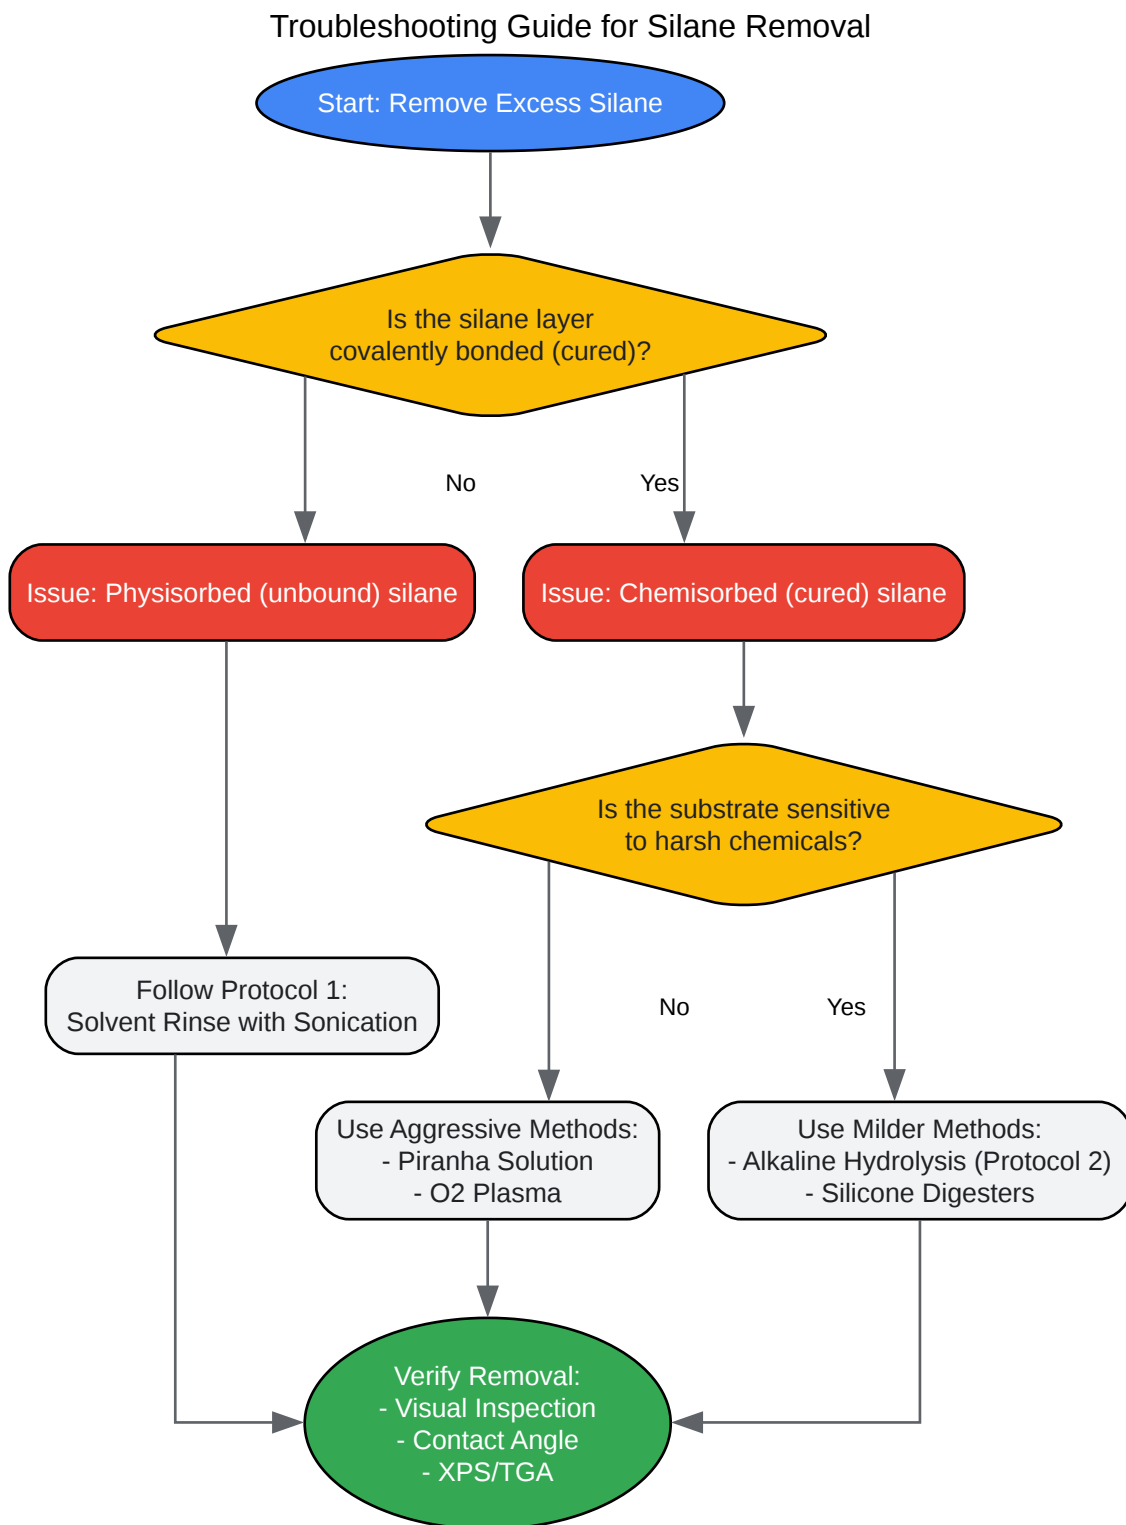 Troubleshooting Guide for Silane Removal
Start: Remove Excess Silane
Is the silane layer
covalently bonded (cured)?
No
Yes
Issue: Physisorbed (unbound) silane
Issue: Chemisorbed (cured) silane
Is the substrate sensitive
to harsh chemicals?
Follow Protocol 1:
Solvent Rinse with Sonication
No
Yes
Use Aggressive Methods:
- Piranha Solution
- O2 Plasma
Use Milder Methods:
- Alkaline Hydrolysis (Protocol 2)
- Silicone Digesters
Verify Removal:
- Visual Inspection
- Contact Angle
- XPS/TGA